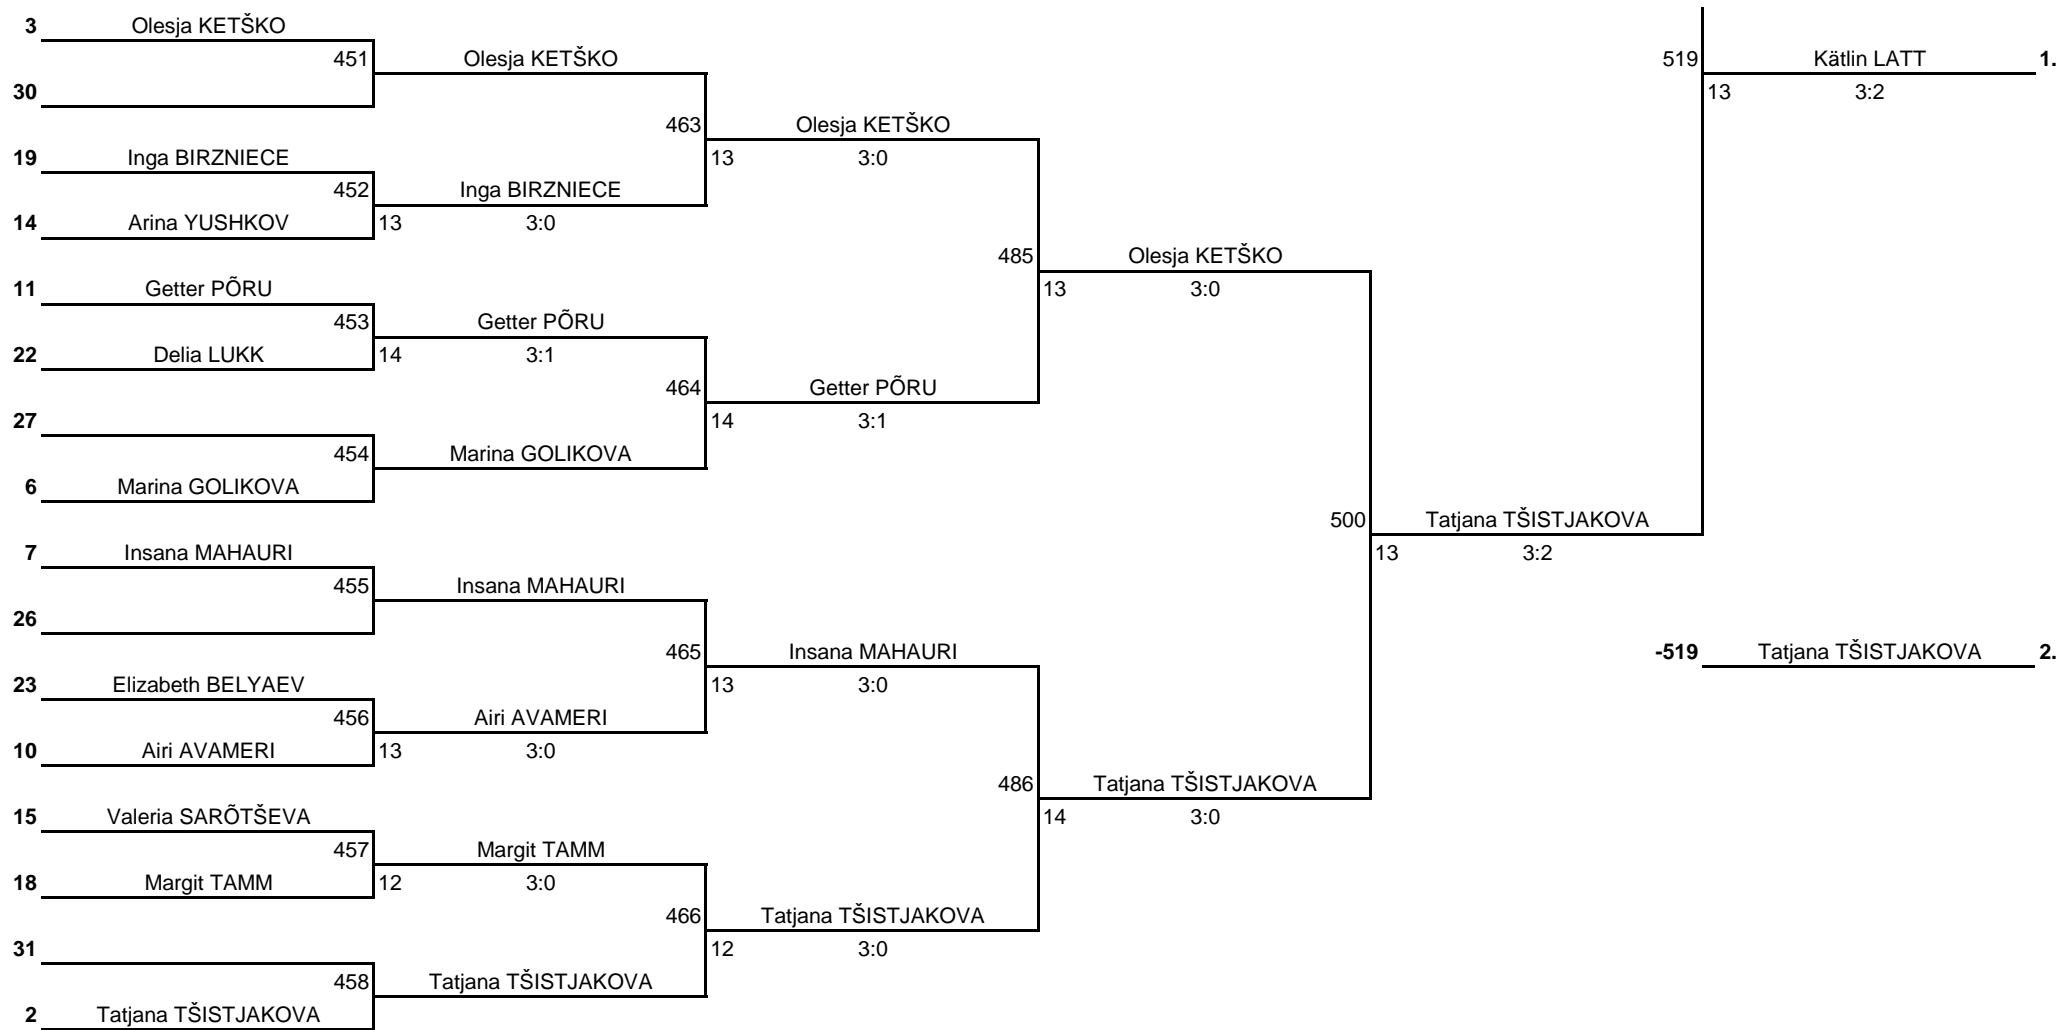 3 Olesja KETŠKO
451 Olesja KETŠKO 519 Kätlin LATT 1.
30 13 3:2
463 Olesja KETŠKO
19 Inga BIRZNIECE 13 3:0
452 Inga BIRZNIECE
14 Arina YUSHKOV 13 3:0
485 Olesja KETŠKO
11 Getter PÕRU 13 3:0
453 Getter PÕRU
22 Delia LUKK 14 3:1
464 Getter PÕRU
27 14 3:1
454 Marina GOLIKOVA
6 Marina GOLIKOVA
500 Tatjana TŠISTJAKOVA
7 Insana MAHAURI 13 3:2
455 Insana MAHAURI
26
465 Insana MAHAURI -519 Tatjana TŠISTJAKOVA 2.
23 Elizabeth BELYAEV 13 3:0
456 Airi AVAMERI
10 Airi AVAMERI 13 3:0
486 Tatjana TŠISTJAKOVA
15 Valeria SARÕTŠEVA 14 3:0
457 Margit TAMM
18 Margit TAMM 12 3:0
466 Tatjana TŠISTJAKOVA
31 12 3:0
458 Tatjana TŠISTJAKOVA
2 Tatjana TŠISTJAKOVA